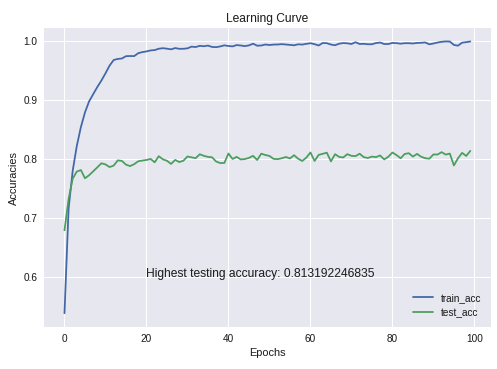 Learning Curve
1.0
0.9
0.8
0.7
0.6
Accuracies
Highest testing accuracy: 0.813192246835
train_acc
test_acc
0
20
40
60
80
100
Epochs